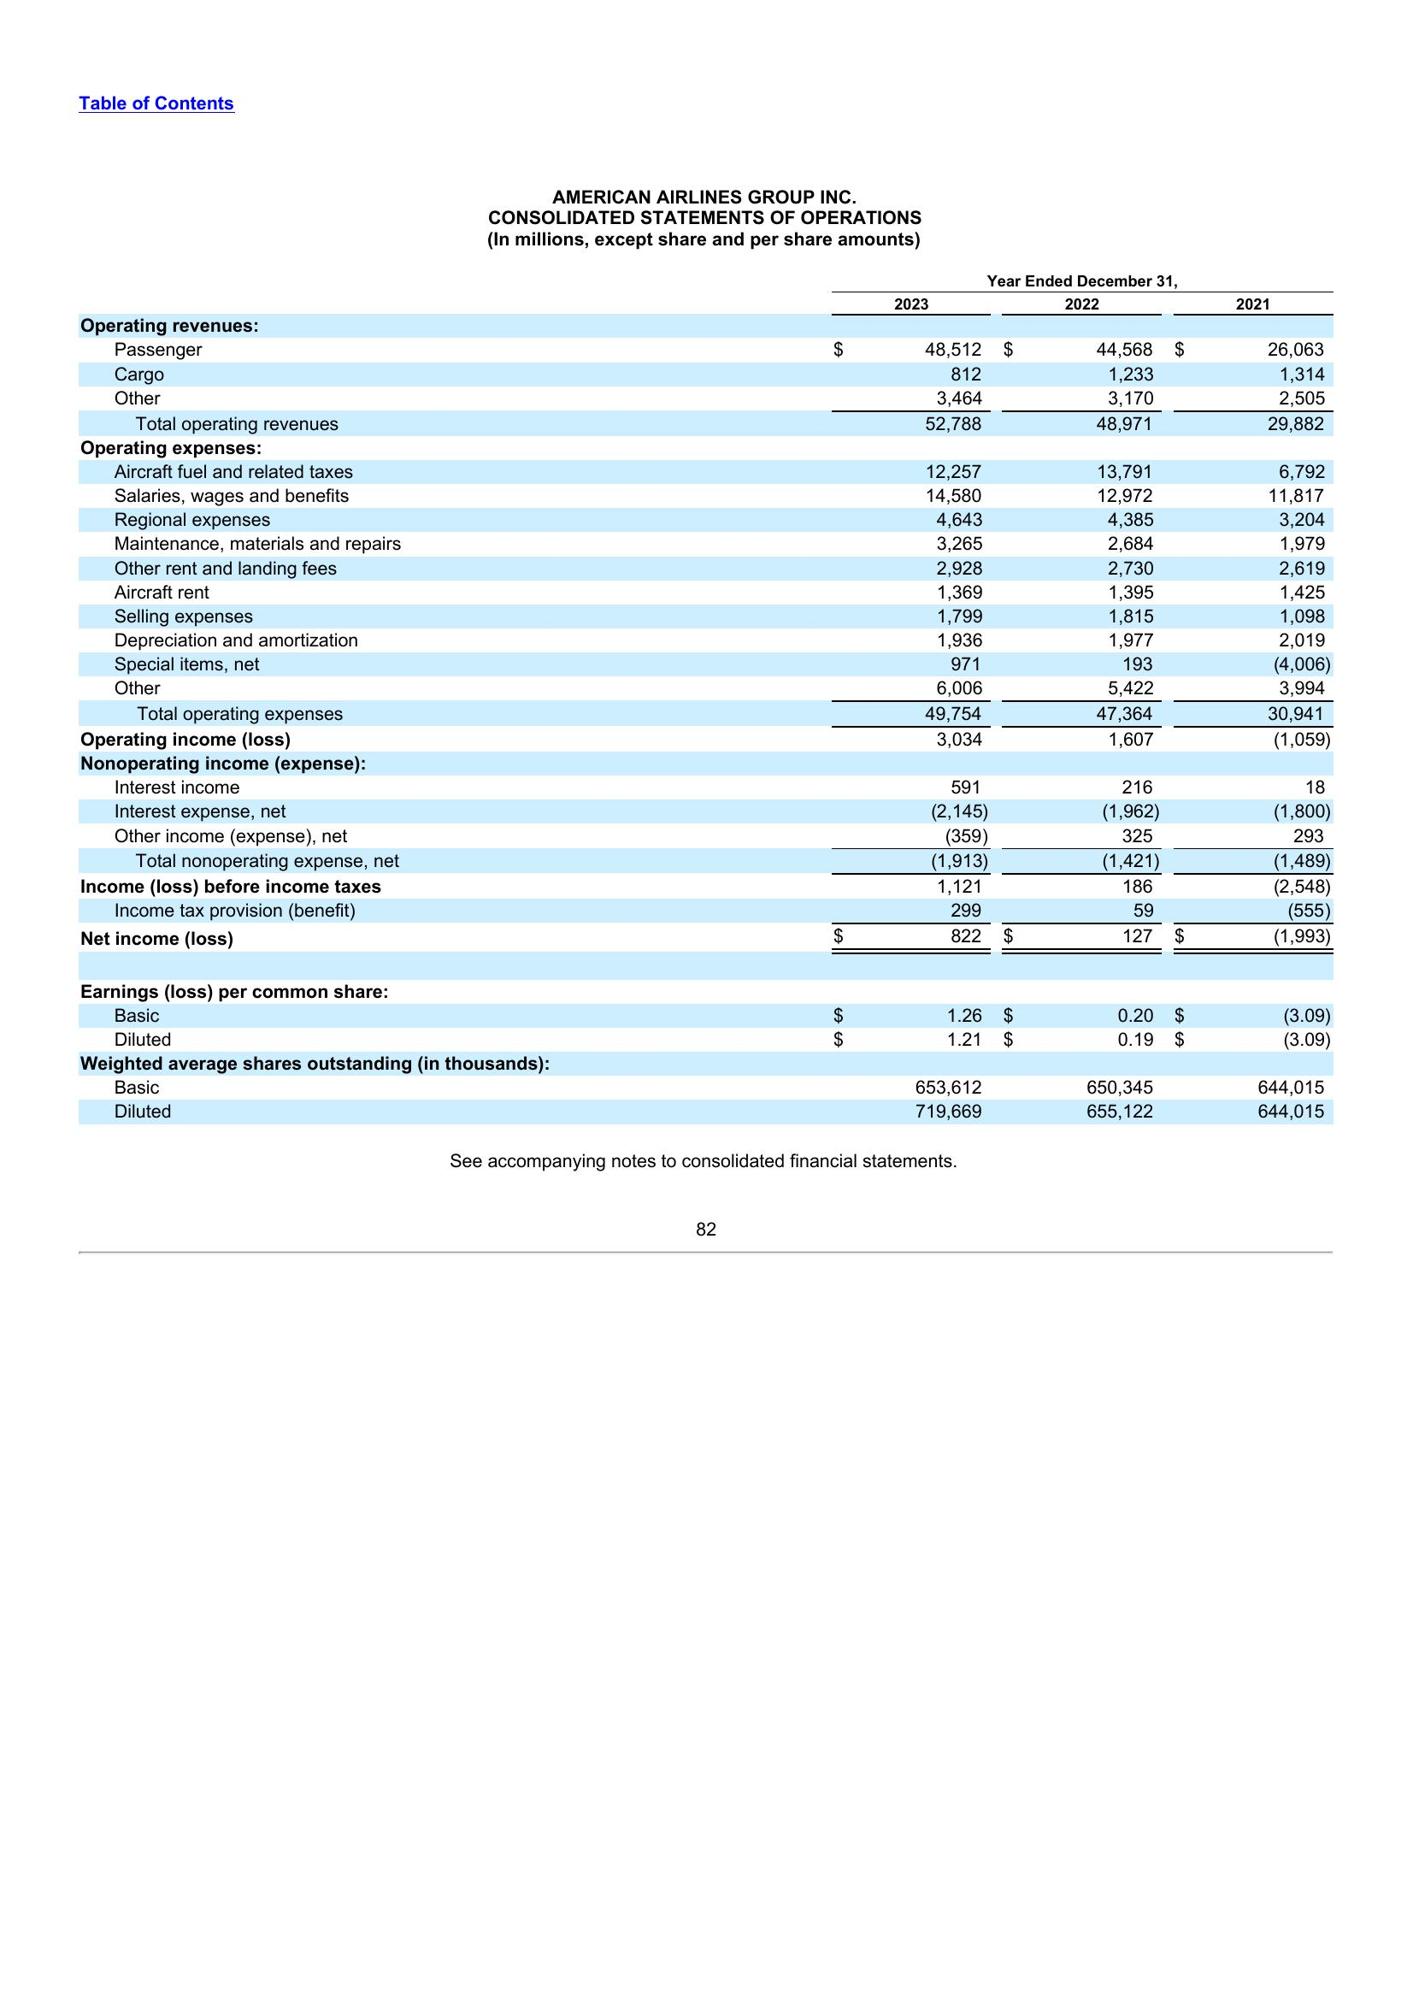 Table of Contents
AMERICAN AIRLINES GROUP INC.
CONSOLIDATED STATEMENTS OF OPERATIONS
(In millions, except share and per share amounts)
Year Ended December 31,
2023 2022 2021
Operating revenues:
Passenger $ 48,512 $ 44,568 $ 26,063
Cargo 812 1,233 1,314
Other 3,464 3,170 2,505
Total operating revenues 52,788 48,971 29,882
Operating expenses:
Aircraft fuel and related taxes 12,257 13,791 6,792
Salaries, wages and benefits 14,580 12,972 11,817
Regional expenses 4,643 4,385 3,204
Maintenance, materials and repairs 3,265 2,684 1,979
Other rent and landing fees 2,928 2,730 2,619
Aircraft rent 1,369 1,395 1,425
Selling expenses 1,799 1,815 1,098
Depreciation and amortization 1,936 1,977 2,019
Special items, net 971 193 (4,006)
Other 6,006 5,422 3,994
Total operating expenses 49,754 47,364 30,941
Operating income (loss) 3,034 1,607 (1,059)
Nonoperating income (expense):
Interest income 591 216 18
Interest expense, net (2,145) (1,962) (1,800)
Other income (expense), net (359) 325 293
Total nonoperating expense, net (1,913) (1,421) (1,489)
Income (loss) before income taxes 1,121 186 (2,548)
Income tax provision (benefit) 299 59 (555)
Net income (loss) $ 822 $ 127 $ (1,993)
Earnings (loss) per common share:
Basic $ 1.26 $ 0.20 $ (3.09)
Diluted $ 1.21 $ 0.19 $ (3.09)
Weighted average shares outstanding (in thousands):
Basic 653,612 650,345 644,015
Diluted 719,669 655,122 644,015
See accompanying notes to consolidated financial statements.
82